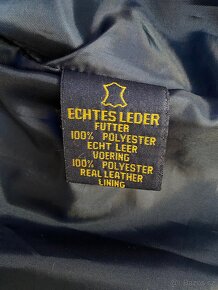 ECHTES LEDER
FUTTER
100% POLYESTER
ECHT LEER
VOERING
100% POLYESTER
REAL LEATHER
LINING